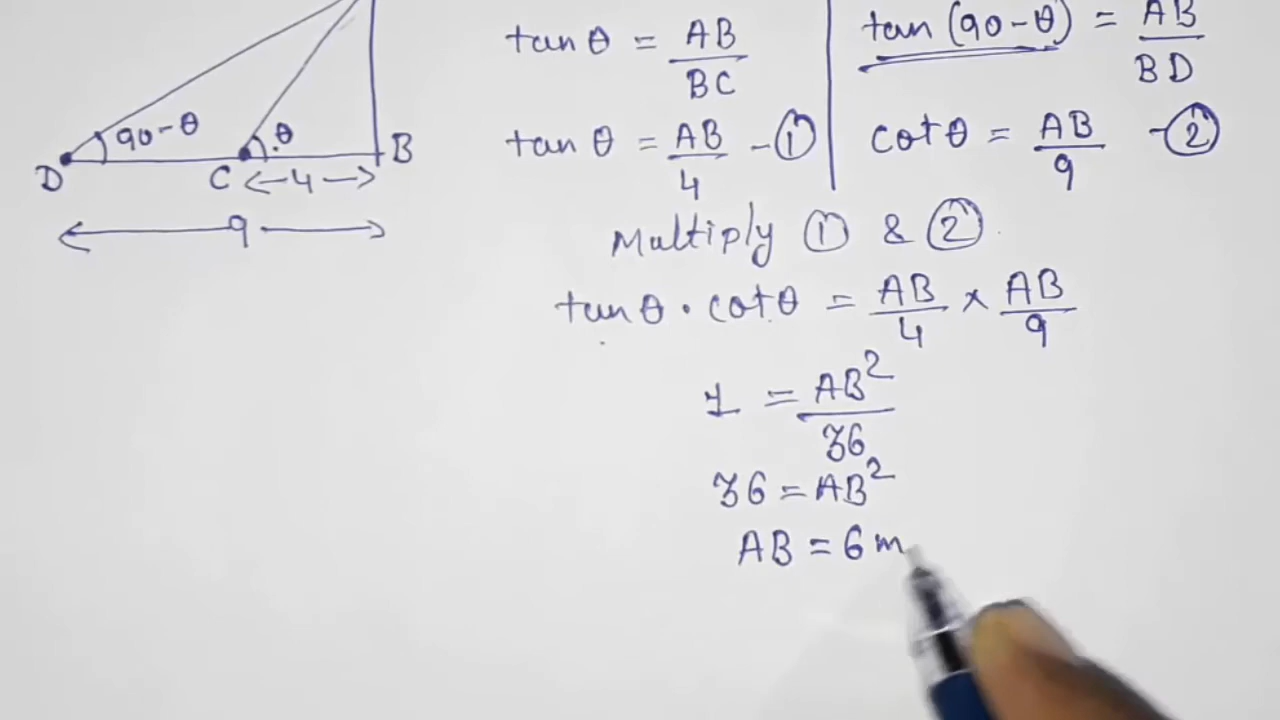 90-θ
θ
D
C
B
4
9
tan θ = AB/BC
tan θ = AB/4 - ①
tan (90-θ) = AB/BD
cot θ = AB/9 - ②
Multiply ① & ②
tan θ · cot θ = AB/4 × AB/9
1 = AB²/36
36 = AB²
AB = 6 m